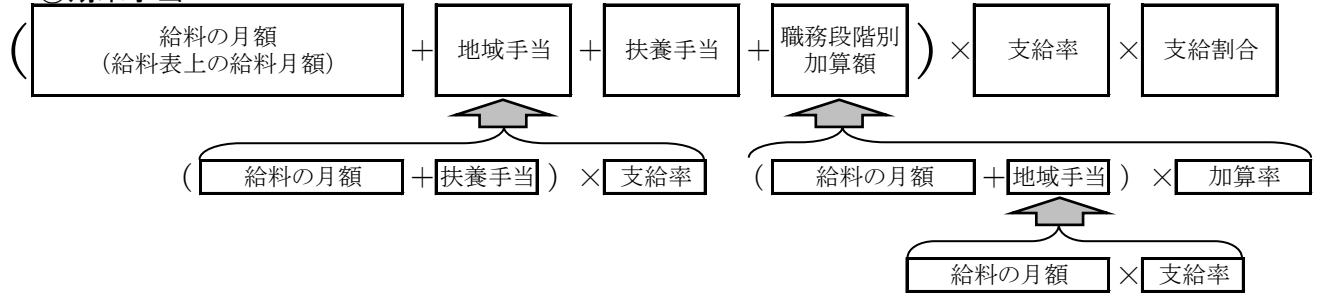 (給料の月額 + 地域手当 + 扶養手当 + 職務段階別 ) × 支給率 × 支給割合
(給料表上の給料月額) 加算額
(給料の月額 + 扶養手当) × 支給率 (給料の月額 + 地域手当) × 加算率
給料の月額 × 支給率